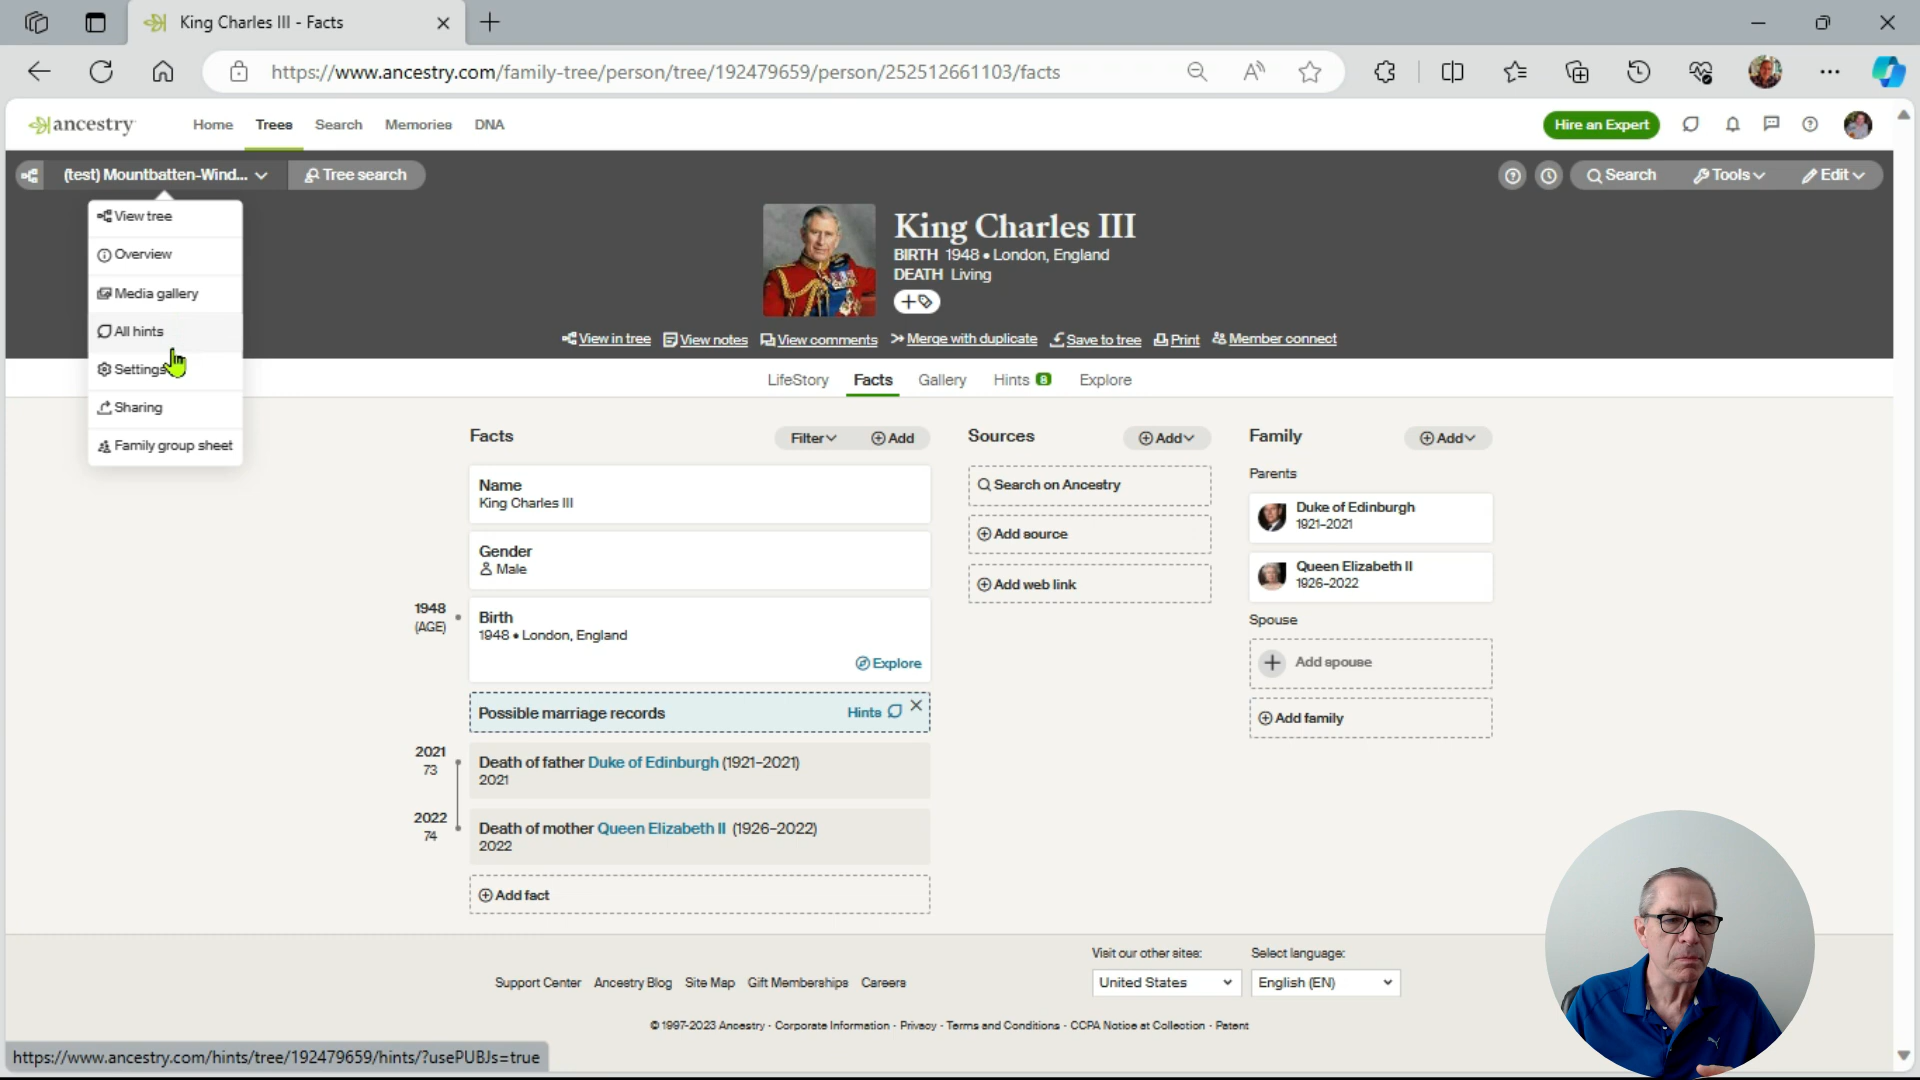 King Charles III - Facts
https://www.ancestry.com/family-tree/person/tree/192479659/person/252512661103/facts
ancestry
Home Trees Search Memories DNA
Hire an Expert
(test) Mountbatten-Wind... Tree search
Search Tools Edit
View tree
Overview
Media gallery
All hints
Settings
Sharing
Family group sheet
King Charles III
BIRTH 1948 • London, England
DEATH Living
View in tree View notes View comments Merge with duplicate Save to tree Print Member connect
LifeStory Facts Gallery Hints 8 Explore
Facts Filter Add
Name
King Charles III
Gender
Male
1948
(AGE)
Birth
1948 • London, England
Explore
Possible marriage records Hints
2021
73
Death of father Duke of Edinburgh (1921–2021)
2021
2022
74
Death of mother Queen Elizabeth II (1926–2022)
2022
Add fact
Sources Add
Search on Ancestry
Add source
Add web link
Family Add
Parents
Duke of Edinburgh
1921–2021
Queen Elizabeth II
1926–2022
Spouse
Add spouse
Add family
Visit our other sites: Select language:
United States English (EN)
Support Center Ancestry Blog Site Map Gift Memberships Careers
© 1997-2023 Ancestry · Corporate Information · Privacy · Terms and Conditions · CCPA Notice at Collection · Patent
https://www.ancestry.com/hints/tree/192479659/hints/?usePUBJs=true